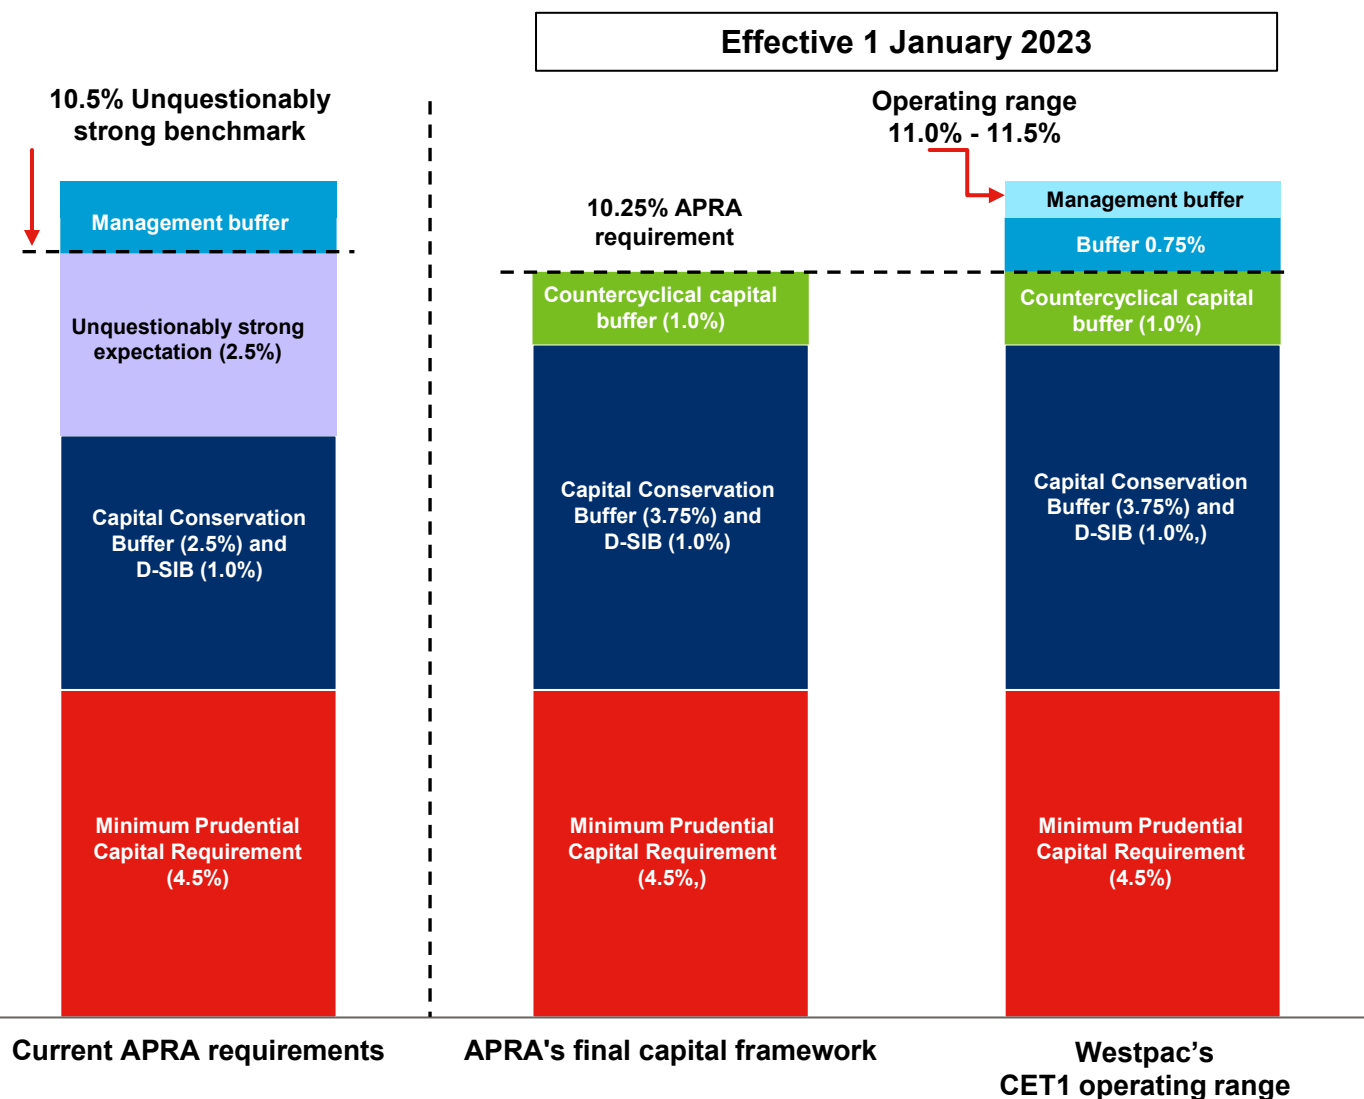 Effective 1 January 2023
10.5% Unquestionably
strong benchmark
Management buffer
Unquestionably strong
expectation (2.5%)
Capital Conservation
Buffer (2.5%) and
D-SIB (1.0%)
Minimum Prudential
Capital Requirement
(4.5%)
Current APRA requirements
10.25% APRA
requirement
Countercyclical capital
buffer (1.0%)
Capital Conservation
Buffer (3.75%) and
D-SIB (1.0%)
Minimum Prudential
Capital Requirement
(4.5%,)
APRA's final capital framework
Operating range
11.0% - 11.5%
Management buffer
Buffer 0.75%
Countercyclical capital
buffer (1.0%)
Capital Conservation
Buffer (3.75%) and
D-SIB (1.0%,)
Minimum Prudential
Capital Requirement
(4.5%)
Westpac’s
CET1 operating range